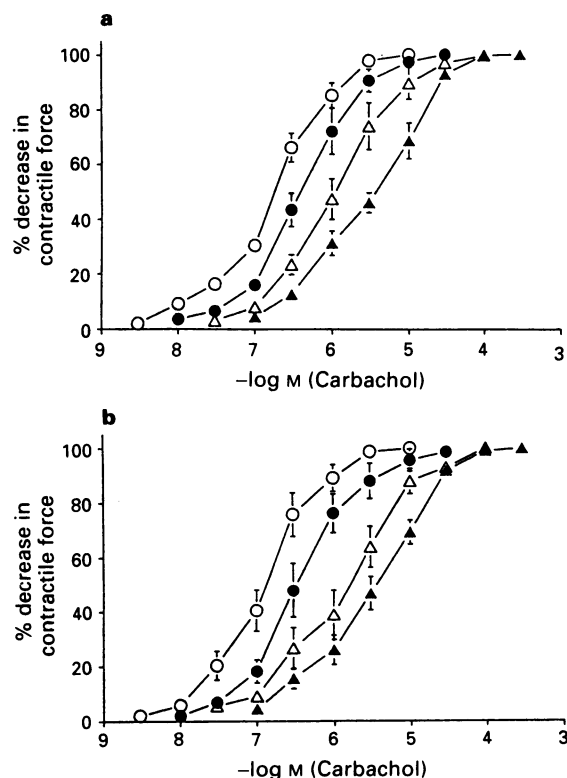 a
100
80
60
40
20
0
% decrease in
contractile force
9 8 7 6 5 4 3
–log M (Carbachol)
b
100
80
60
40
20
0
% decrease in
contractile force
9 8 7 6 5 4 3
–log M (Carbachol)